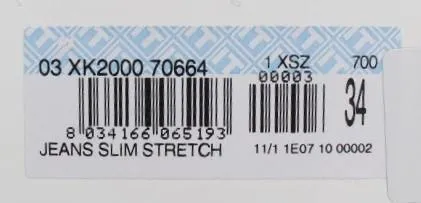 03 XK2000 70664 1 XSZ 700
00003
34
8 034166 065193
JEANS SLIM STRETCH 11/1 1E07 10 00002